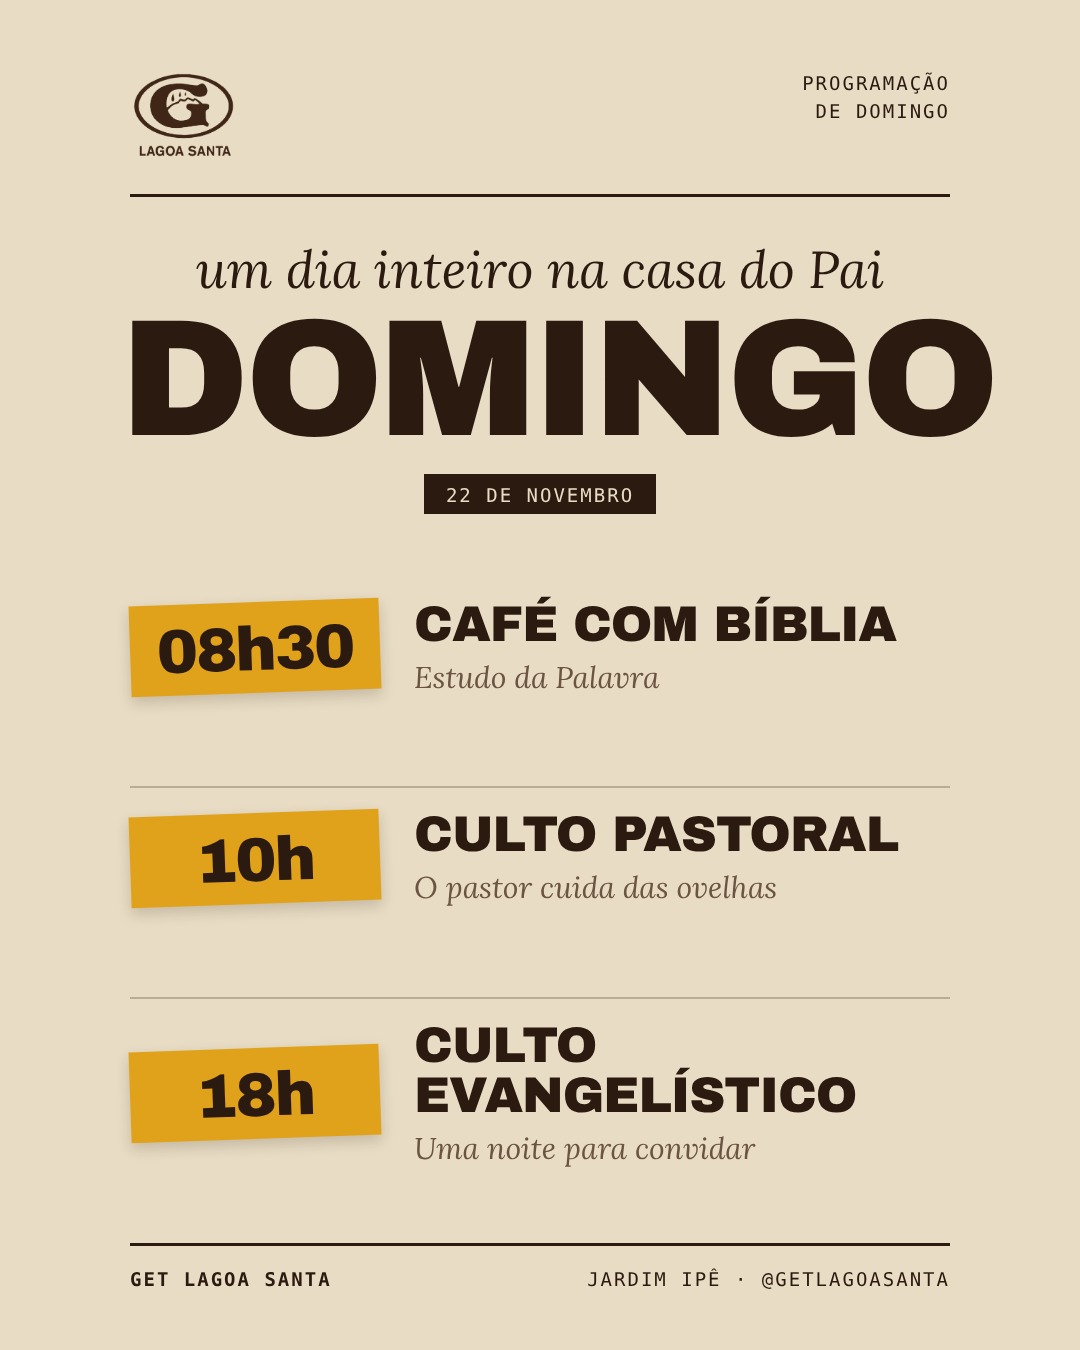 G
LAGOA SANTA
PROGRAMAÇÃO
DE DOMINGO
um dia inteiro na casa do Pai
DOMINGO
22 DE NOVEMBRO
08h30
CAFÉ COM BÍBLIA
Estudo da Palavra
10h
CULTO PASTORAL
O pastor cuida das ovelhas
18h
CULTO
EVANGELÍSTICO
Uma noite para convidar
GET LAGOA SANTA
JARDIM IPÊ · @GETLAGOASANTA